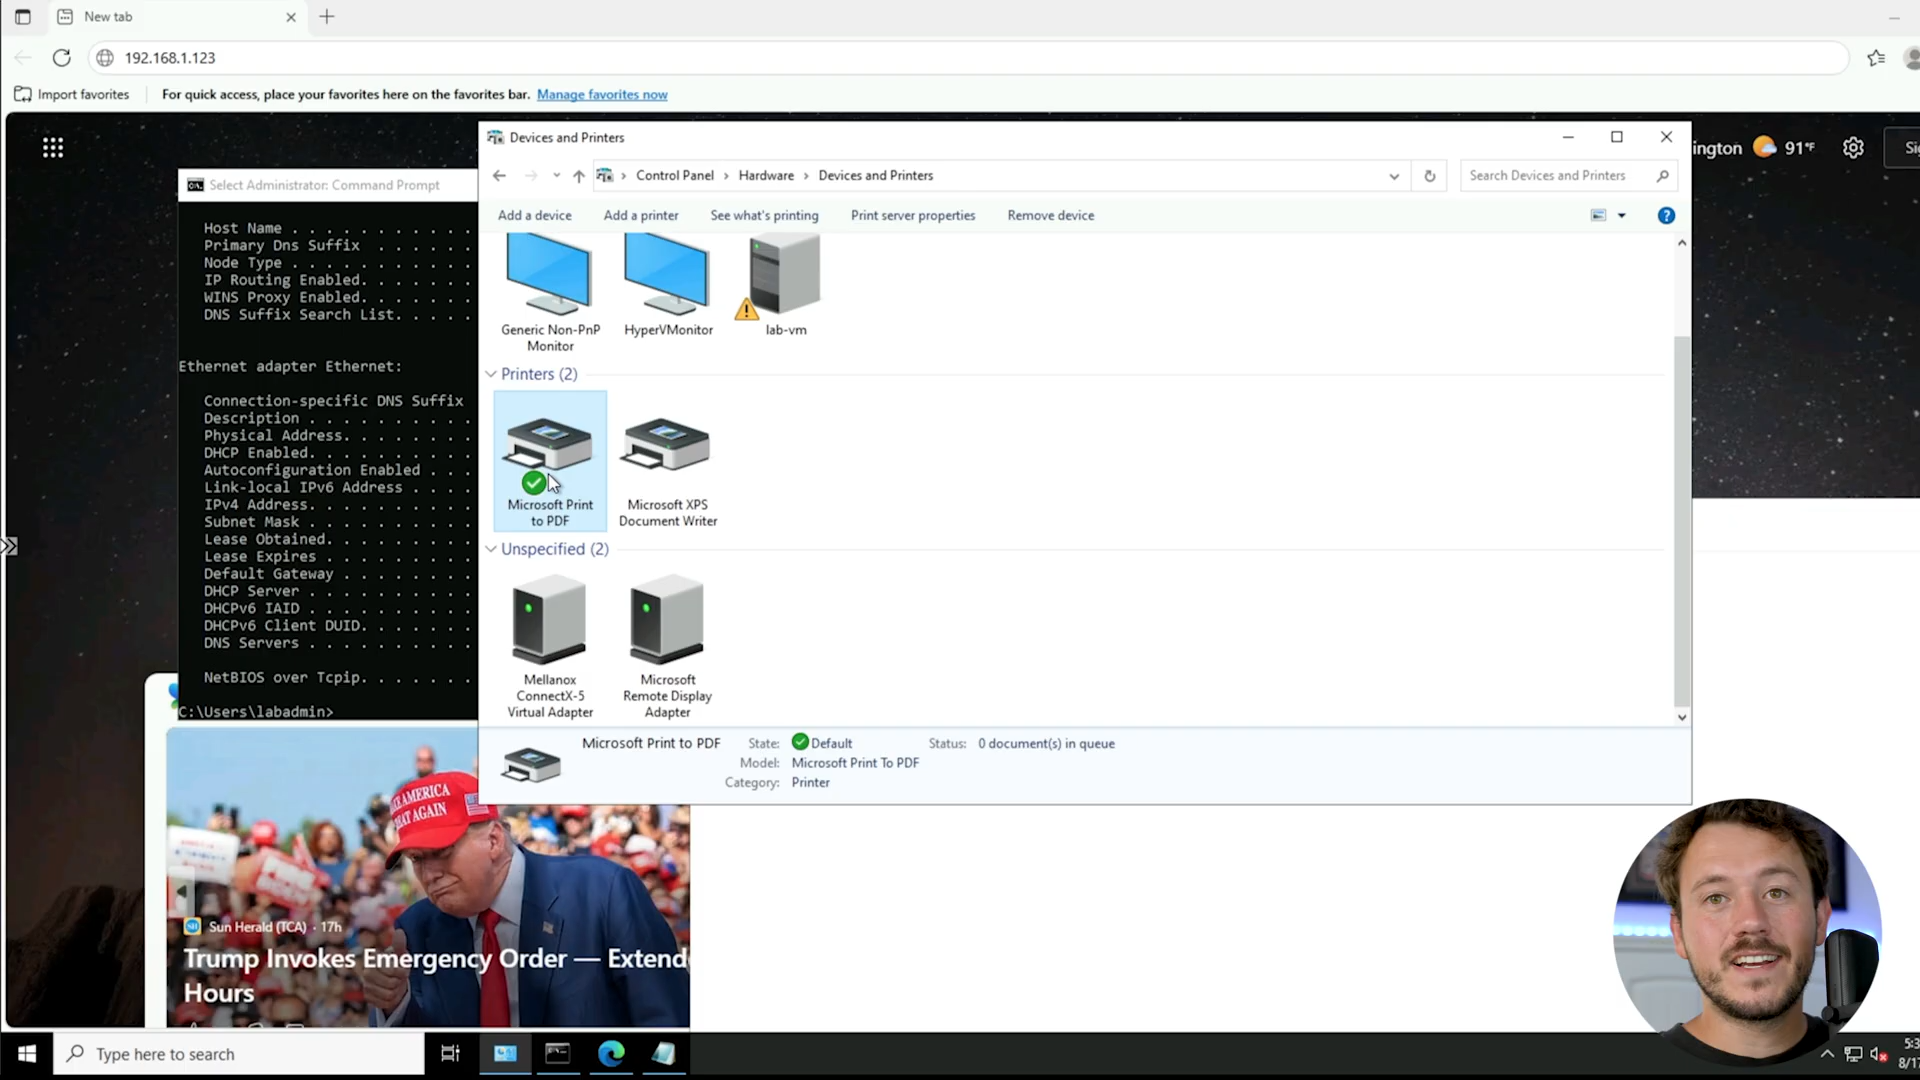 New tab
192.168.1.123
Import favorites
For quick access, place your favorites here on the favorites bar. Manage favorites now
ington 91°F
Devices and Printers
Control Panel > Hardware > Devices and Printers
Search Devices and Printers
Add a device
Add a printer
See what's printing
Print server properties
Remove device
Generic Non-PnP
Monitor
HyperVMonitor
lab-vm
Printers (2)
Microsoft Print
to PDF
Microsoft XPS
Document Writer
Unspecified (2)
Mellanox
ConnectX-5
Virtual Adapter
Microsoft
Remote Display
Adapter
Microsoft Print to PDF
State: Default
Status: 0 document(s) in queue
Model: Microsoft Print To PDF
Category: Printer
Select Administrator: Command Prompt
Host Name . . . . . . . . . . .
Primary Dns Suffix . . . . . . .
Node Type . . . . . . . . . . .
IP Routing Enabled. . . . . . .
WINS Proxy Enabled. . . . . . .
DNS Suffix Search List. . . . .
Ethernet adapter Ethernet:
Connection-specific DNS Suffix
Description . . . . . . . . . .
Physical Address. . . . . . . .
DHCP Enabled. . . . . . . . . .
Autoconfiguration Enabled . . .
Link-local IPv6 Address . . . .
IPv4 Address. . . . . . . . . .
Subnet Mask . . . . . . . . . .
Lease Obtained. . . . . . . . .
Lease Expires . . . . . . . . .
Default Gateway . . . . . . . .
DHCP Server . . . . . . . . . .
DHCPv6 IAID . . . . . . . . . .
DHCPv6 Client DUID. . . . . . .
DNS Servers . . . . . . . . . .
NetBIOS over Tcpip. . . . . . .
C:\Users\labadmin>
AMERICA
AGAIN
Sun Herald (TCA) · 17h
Trump Invokes Emergency Order — Extend
Hours
Type here to search
5:3